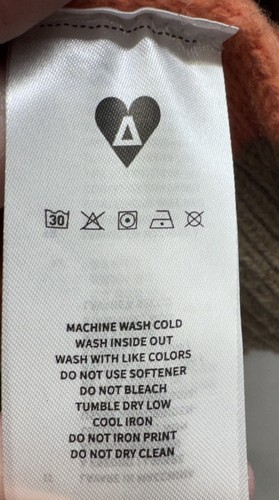 30
MACHINE WASH COLD
WASH INSIDE OUT
WASH WITH LIKE COLORS
DO NOT USE SOFTENER
DO NOT BLEACH
TUMBLE DRY LOW
COOL IRON
DO NOT IRON PRINT
DO NOT DRY CLEAN